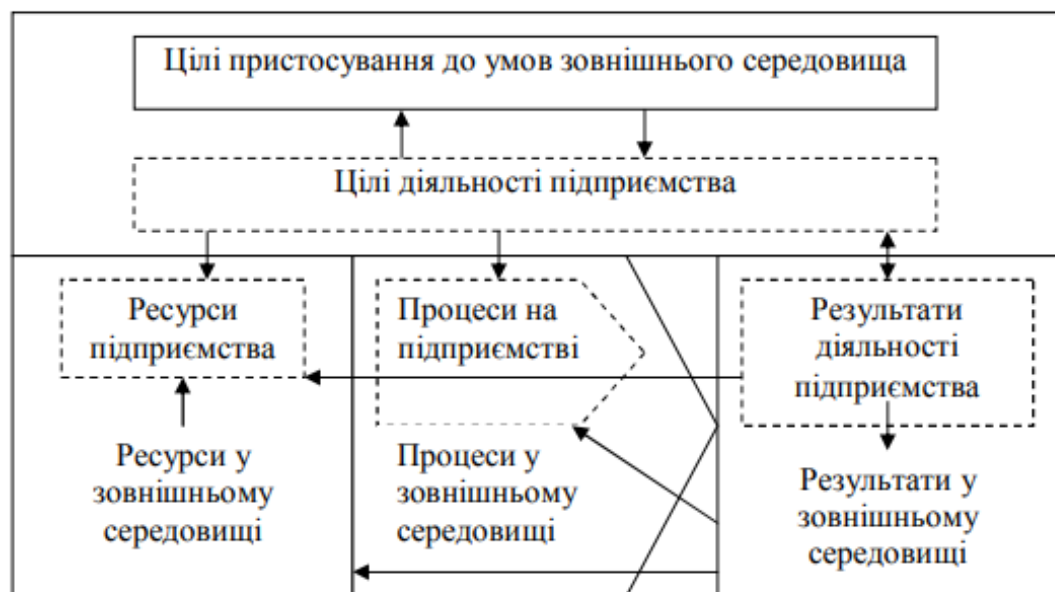 Цілі пристосування до умов зовнішнього середовища
Цілі діяльності підприємства
Ресурси
підприємства
Процеси на
підприємстві
Результати
діяльності
підприємства
Ресурси у
зовнішньому
середовищі
Процеси у
зовнішньому
середовищі
Результати у
зовнішньому
середовищі